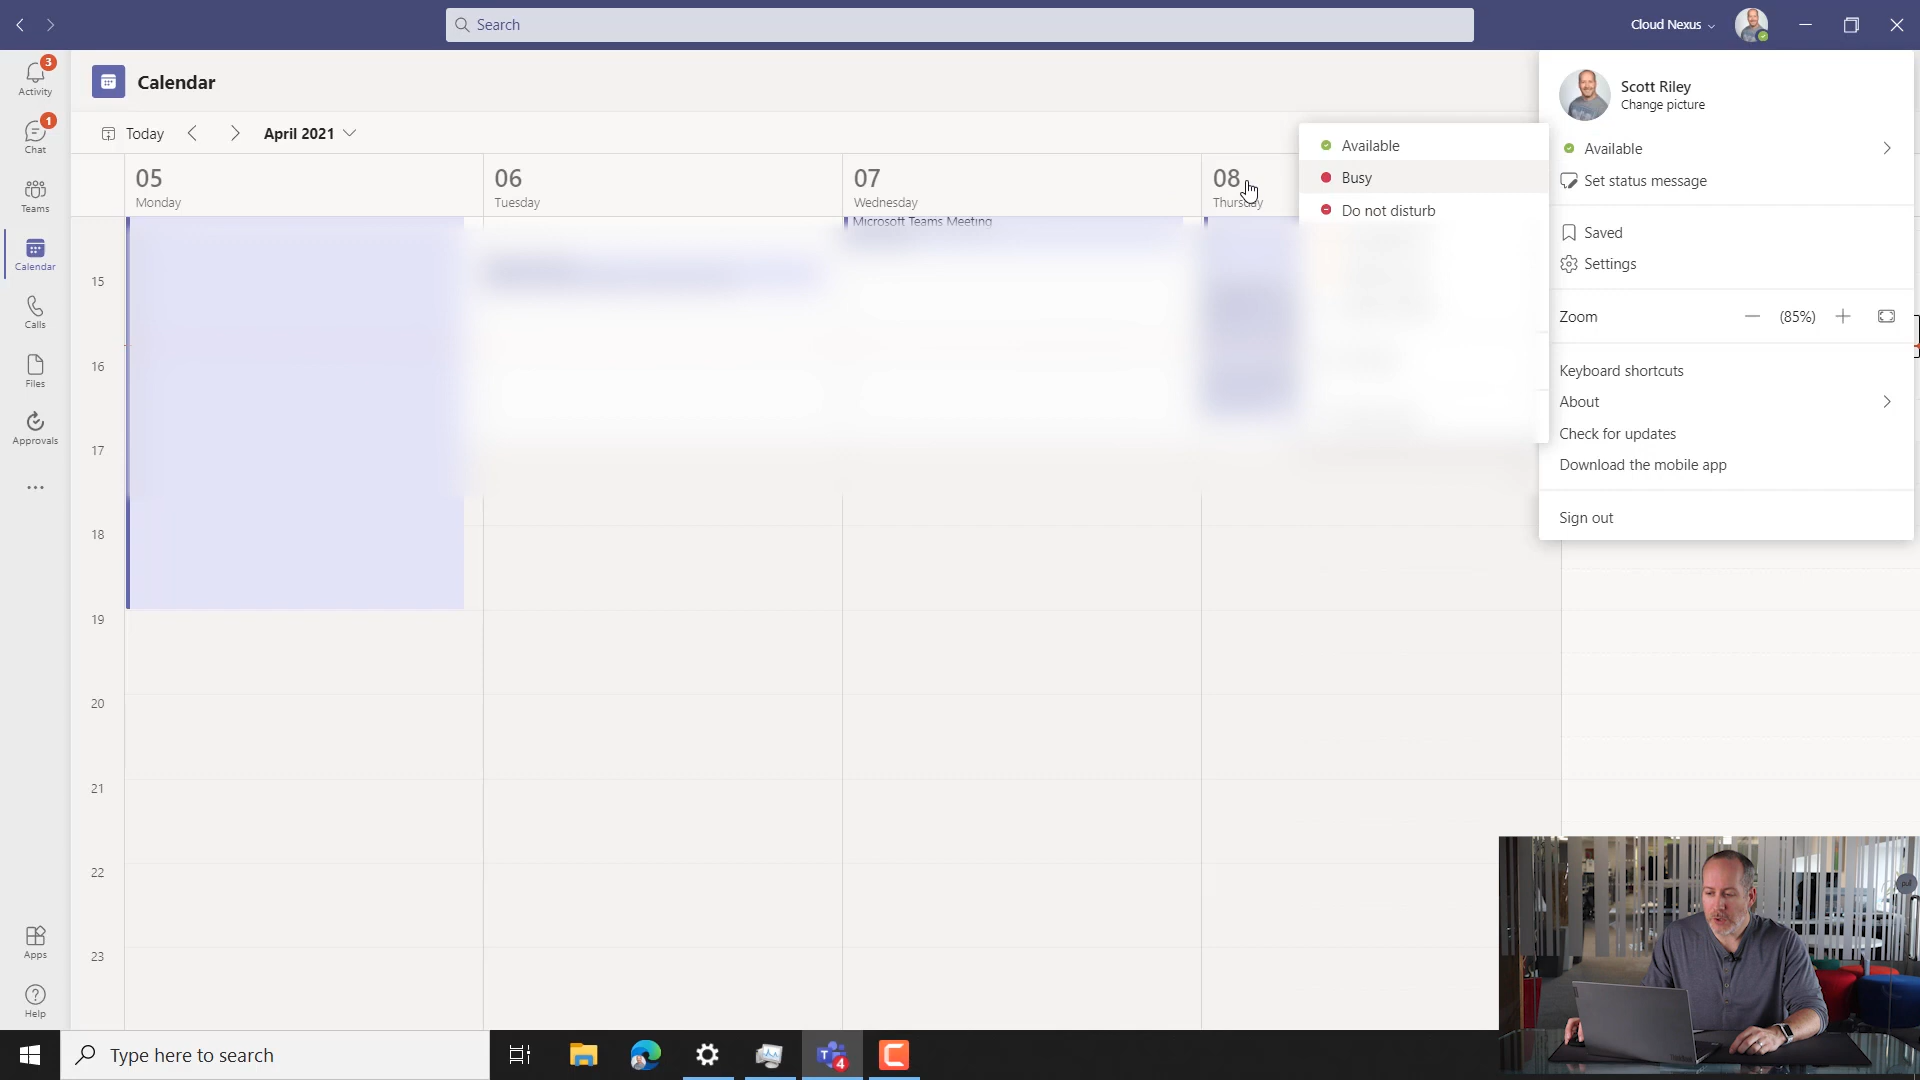 Search
Cloud Nexus
3
Activity
1
Chat
Teams
Calendar
Calls
Files
Approvals
Apps
Help
Calendar
Today
April 2021
05
Monday
06
Tuesday
07
Wednesday
08
Thursday
Microsoft Teams Meeting
15
16
17
18
19
20
21
22
23
Available
Busy
Do not disturb
Scott Riley
Change picture
Available
Set status message
Saved
Settings
Zoom
(85%)
Keyboard shortcuts
About
Check for updates
Download the mobile app
Sign out
Type here to search
4